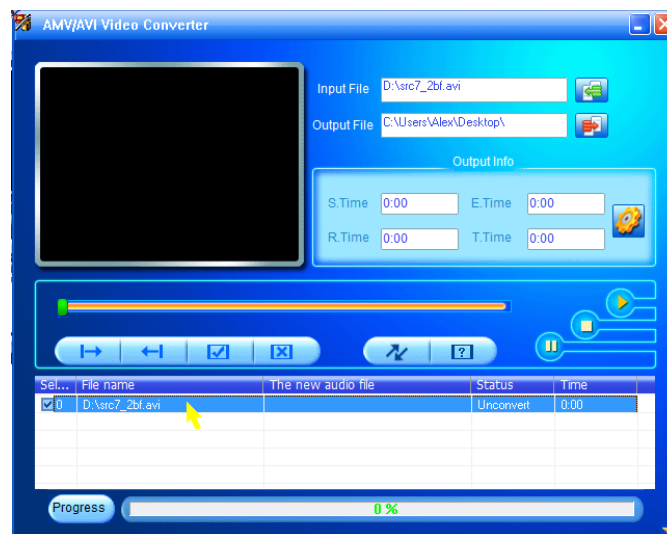 AMV/AVI Video Converter
Input File D:\src7_2bf.avi
Output File C:\Users\Alex\Desktop\
Output Info
S.Time 0:00 E.Time 0:00
R.Time 0:00 T.Time 0:00
Sel... File name The new audio file Status Time
0 D:\src7_2bf.avi Unconvert 0:00
Progress 0 %